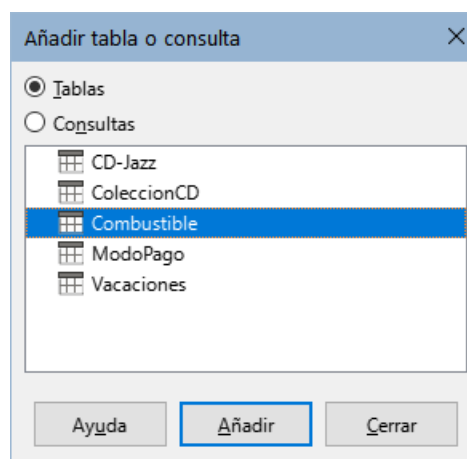 Añadir tabla o consulta
Tablas
Consultas
CD-Jazz
ColeccionCD
Combustible
ModoPago
Vacaciones
Ayuda Añadir Cerrar